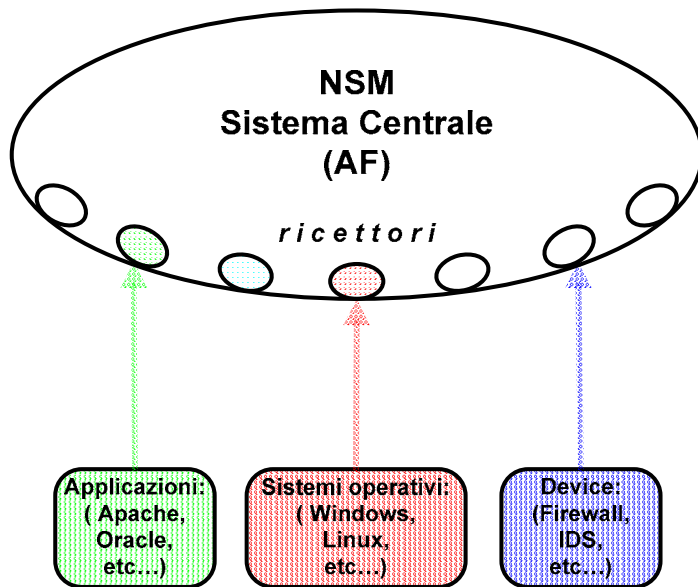 NSM
Sistema Centrale
(AF)
ricettori
Applicazioni:
( Apache,
Oracle,
etc...)
Sistemi operativi:
( Windows,
Linux,
etc...)
Device:
(Firewall,
IDS,
etc...)